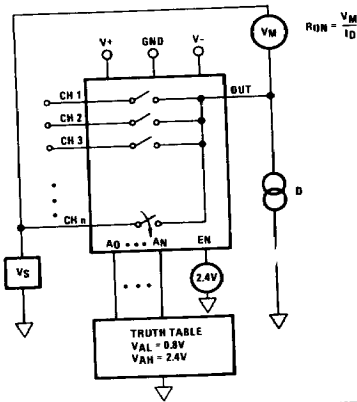 V+ GND V-
VM
RON = VM / ID
CH 1
OUT
CH 2
CH 3
CH n
D
A0 ••• AN EN
VS
2.4V
TRUTH TABLE
VAL = 0.8V
VAH = 2.4V